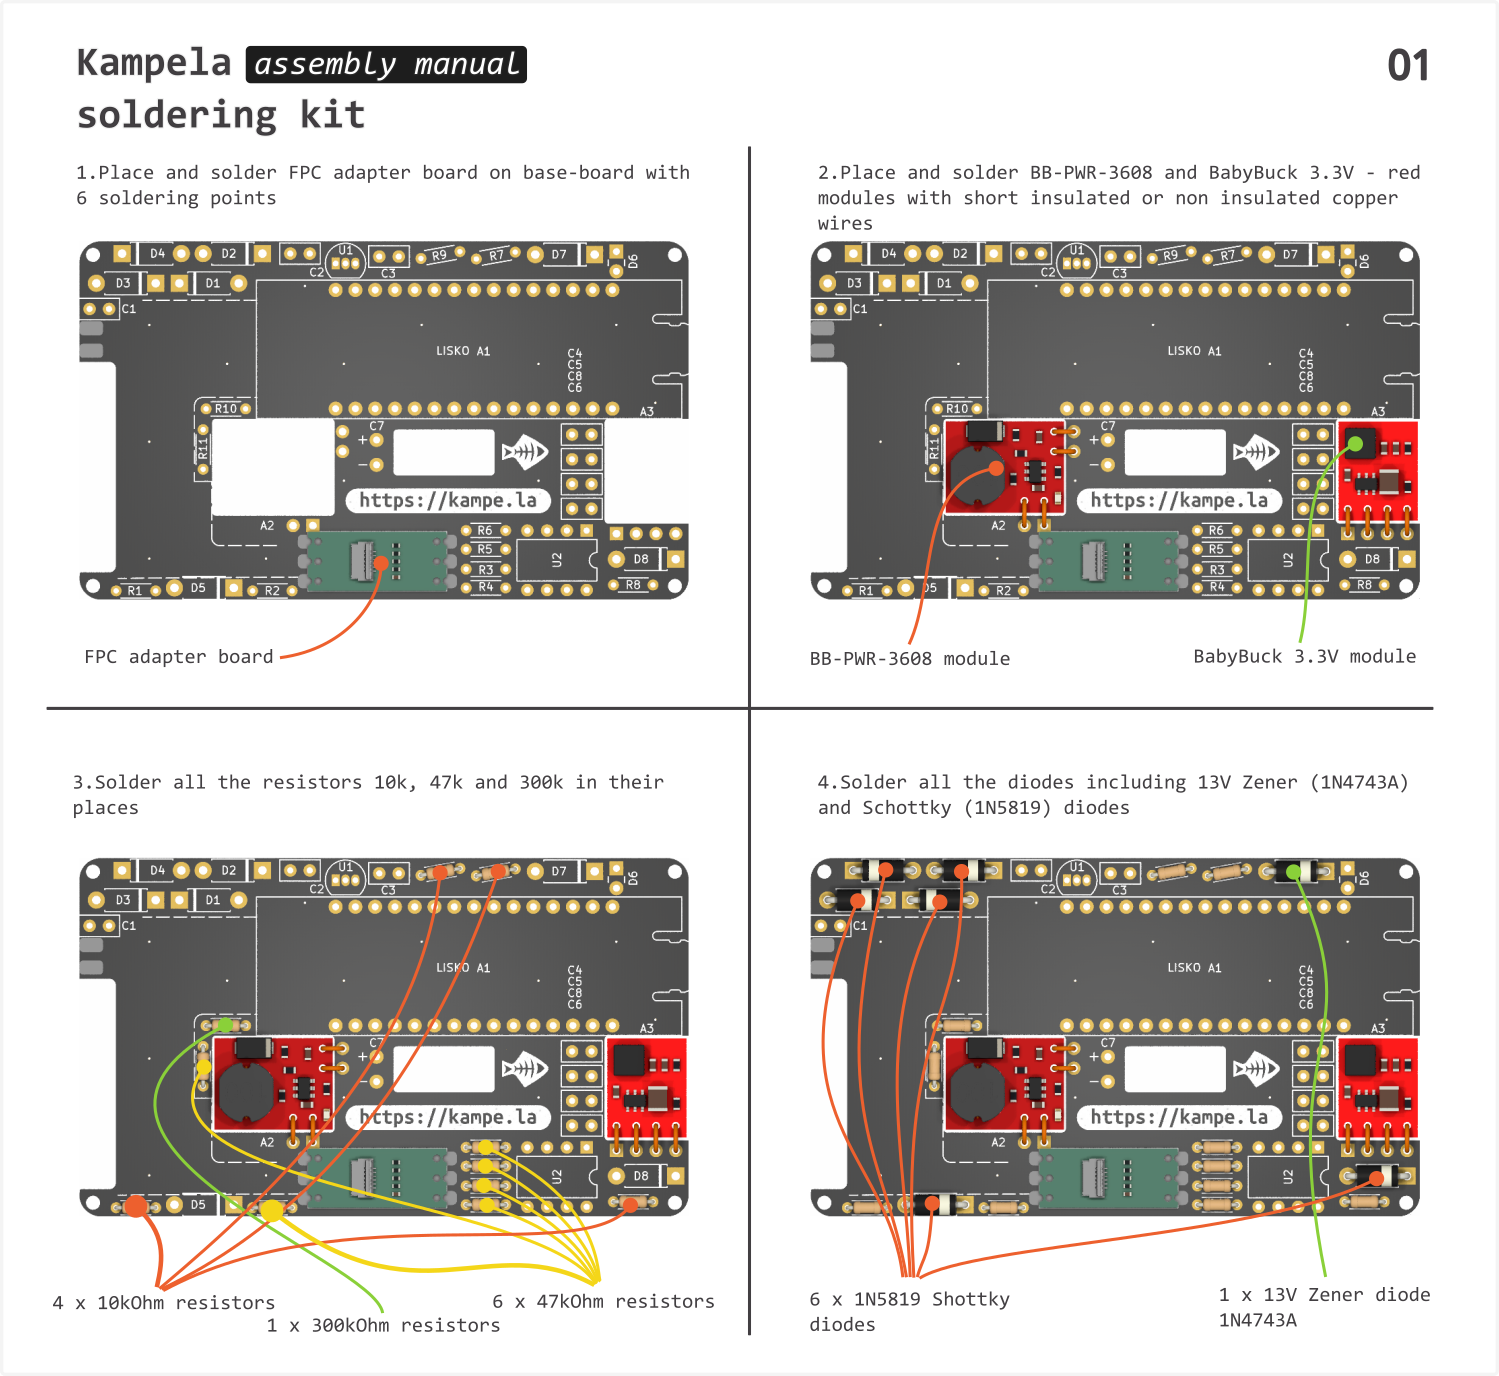 Kampela assembly manual
soldering kit
01
1.Place and solder FPC adapter board on base-board with
6 soldering points
D4 D2 U1 R9 R7 D7 D6
C2 C3
D3 D1
C1
LISKO A1
C4
C5
C8
C6
R10 A3
C7
R11
+
−
https://kampe.la
A2
R6
R5
R3
R4
U2
D8
R1 D5 R2 R8
FPC adapter board
2.Place and solder BB-PWR-3608 and BabyBuck 3.3V - red
modules with short insulated or non insulated copper
wires
D4 D2 U1 R9 R7 D7 D6
C2 C3
D3 D1
C1
LISKO A1
C4
C5
C8
C6
R10 A3
C7
R11
+
−
https://kampe.la
A2
R6
R5
R3
R4
U2
D8
R1 D5 R2 R8
BB-PWR-3608 module
BabyBuck 3.3V module
3.Solder all the resistors 10k, 47k and 300k in their
places
D4 D2 U1 D7 D6
C2 C3
D3 D1
C1
LISKO A1
C4
C5
C8
C6
A3
C7
+
−
https://kampe.la
A2
U2
D8
D5
4 x 10kOhm resistors
1 x 300kOhm resistors
6 x 47kOhm resistors
4.Solder all the diodes including 13V Zener (1N4743A)
and Schottky (1N5819) diodes
U1 D6
C2 C3
C1
LISKO A1
C4
C5
C8
C6
A3
C7
+
−
https://kampe.la
A2
U2
6 x 1N5819 Shottky
diodes
1 x 13V Zener diode
1N4743A